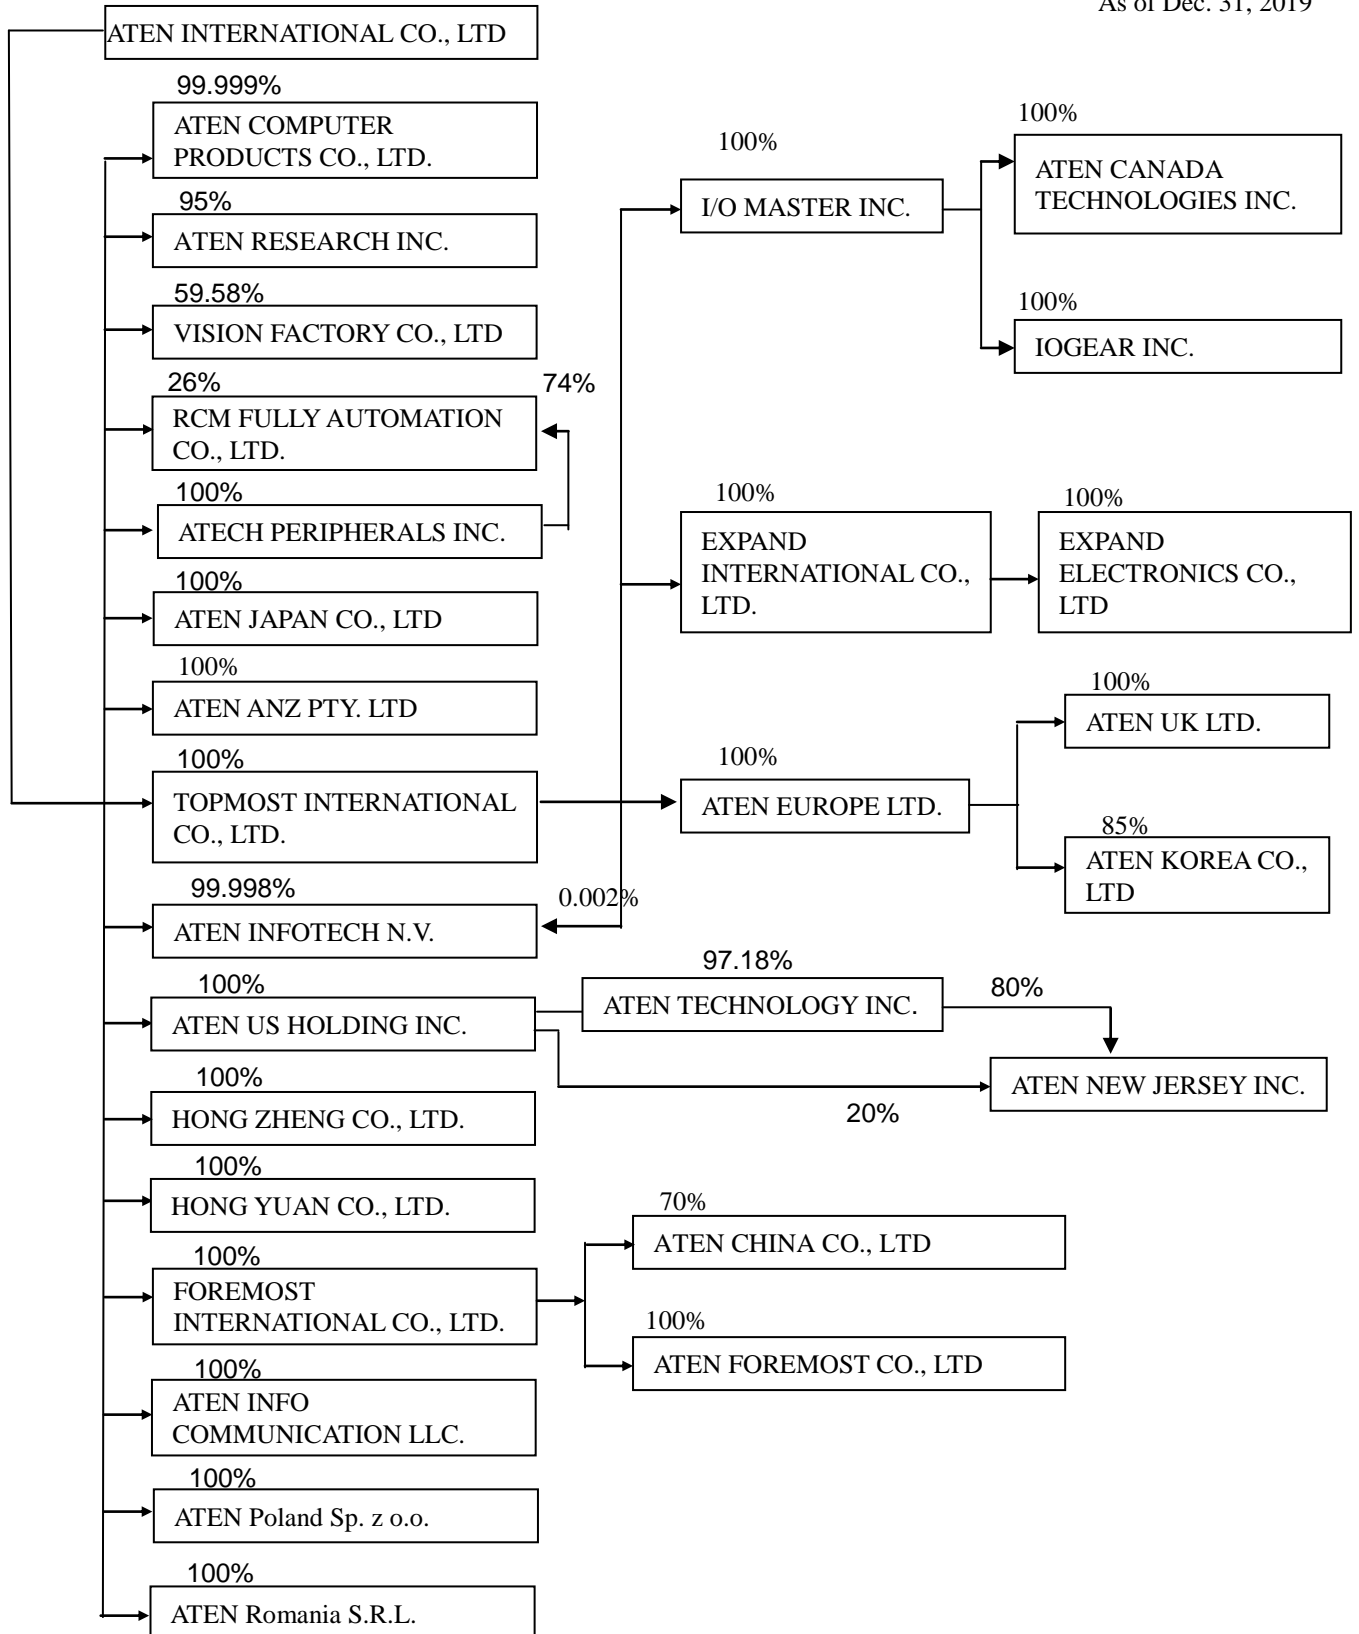 As of Dec. 31, 2019
ATEN INTERNATIONAL CO., LTD
99.999%
ATEN COMPUTER
PRODUCTS CO., LTD.
95%
ATEN RESEARCH INC.
59.58%
VISION FACTORY CO., LTD
26%
74%
RCM FULLY AUTOMATION
CO., LTD.
100%
ATECH PERIPHERALS INC.
100%
ATEN JAPAN CO., LTD
100%
ATEN ANZ PTY. LTD
100%
TOPMOST INTERNATIONAL
CO., LTD.
99.998%
0.002%
ATEN INFOTECH N.V.
100%
ATEN US HOLDING INC.
100%
HONG ZHENG CO., LTD.
100%
HONG YUAN CO., LTD.
100%
FOREMOST
INTERNATIONAL CO., LTD.
100%
ATEN INFO
COMMUNICATION LLC.
100%
ATEN Poland Sp. z o.o.
100%
ATEN Romania S.R.L.
100%
I/O MASTER INC.
100%
ATEN CANADA
TECHNOLOGIES INC.
100%
IOGEAR INC.
100%
EXPAND
INTERNATIONAL CO.,
LTD.
100%
EXPAND
ELECTRONICS CO.,
LTD
100%
ATEN EUROPE LTD.
100%
ATEN UK LTD.
85%
ATEN KOREA CO.,
LTD
97.18%
ATEN TECHNOLOGY INC.
80%
ATEN NEW JERSEY INC.
20%
70%
ATEN CHINA CO., LTD
100%
ATEN FOREMOST CO., LTD